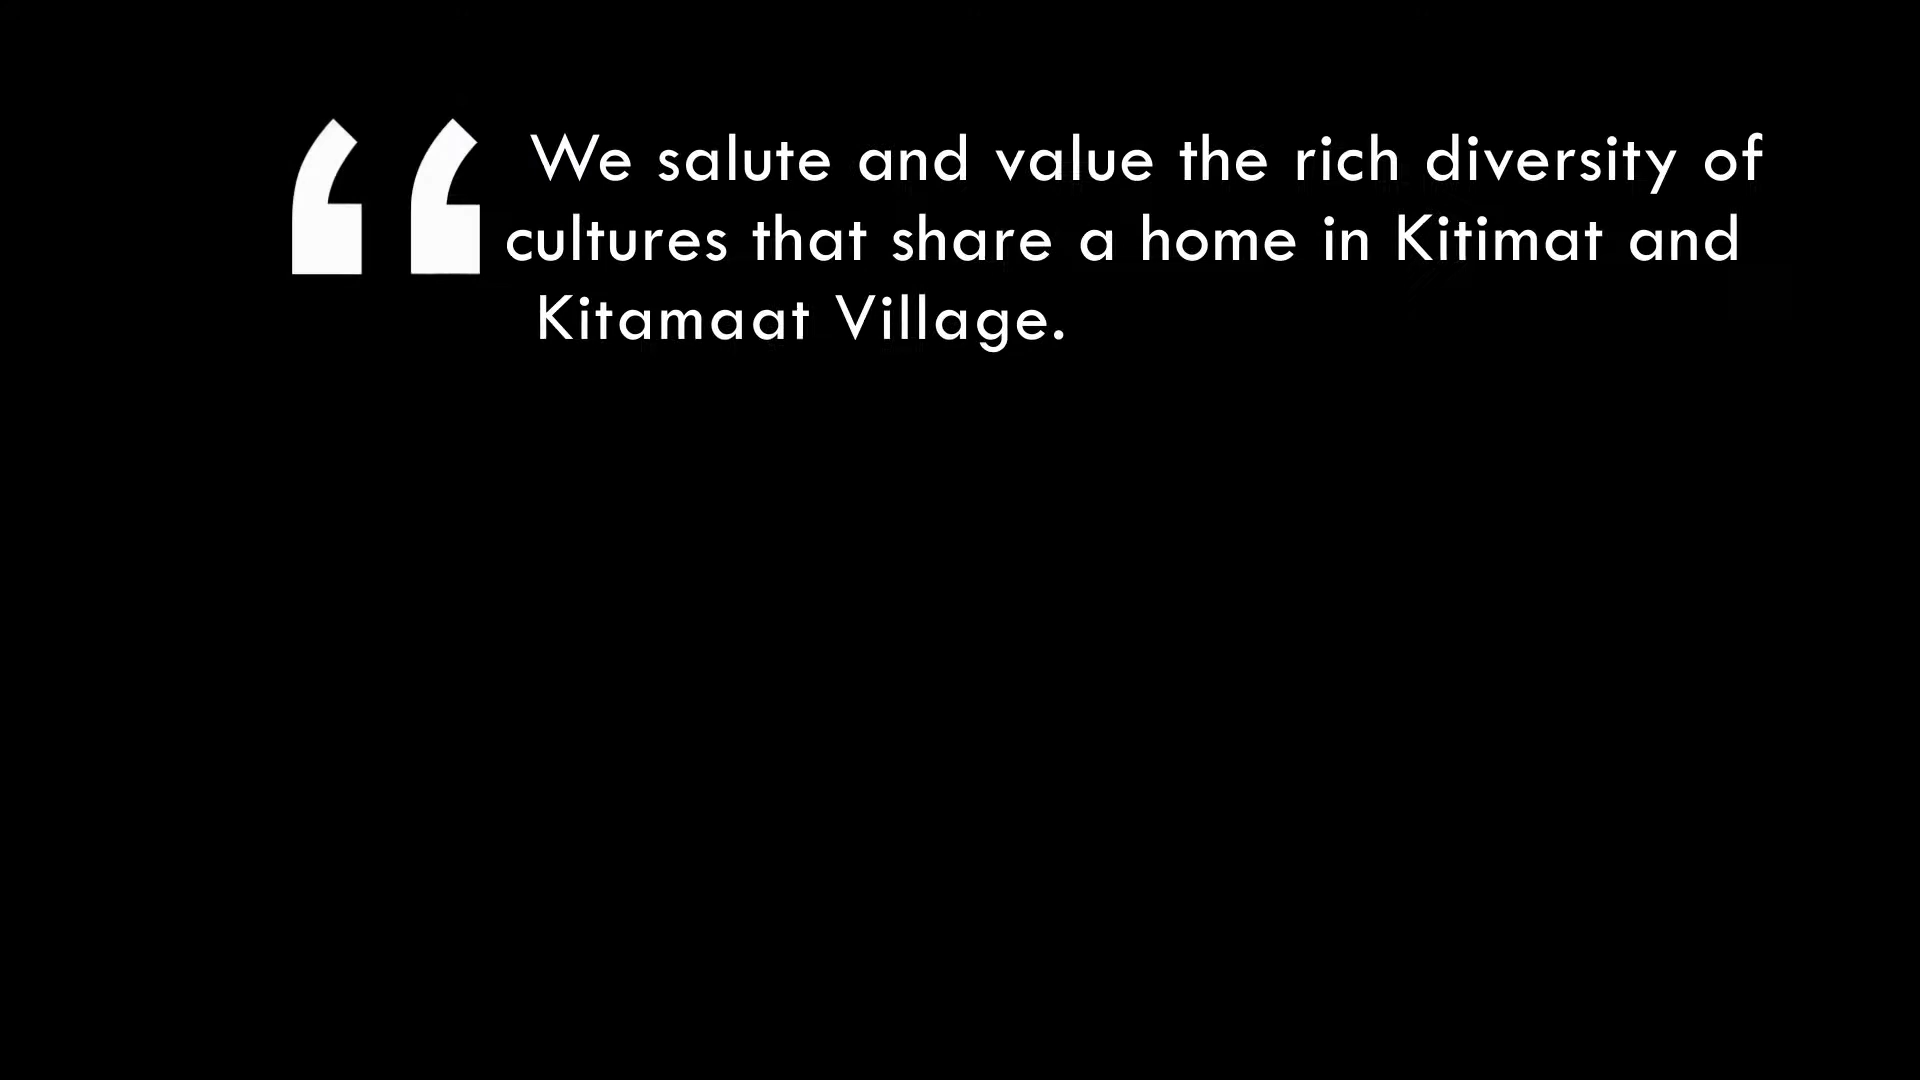 “ We salute and value the rich diversity of
cultures that share a home in Kitimat and
Kitamaat Village.